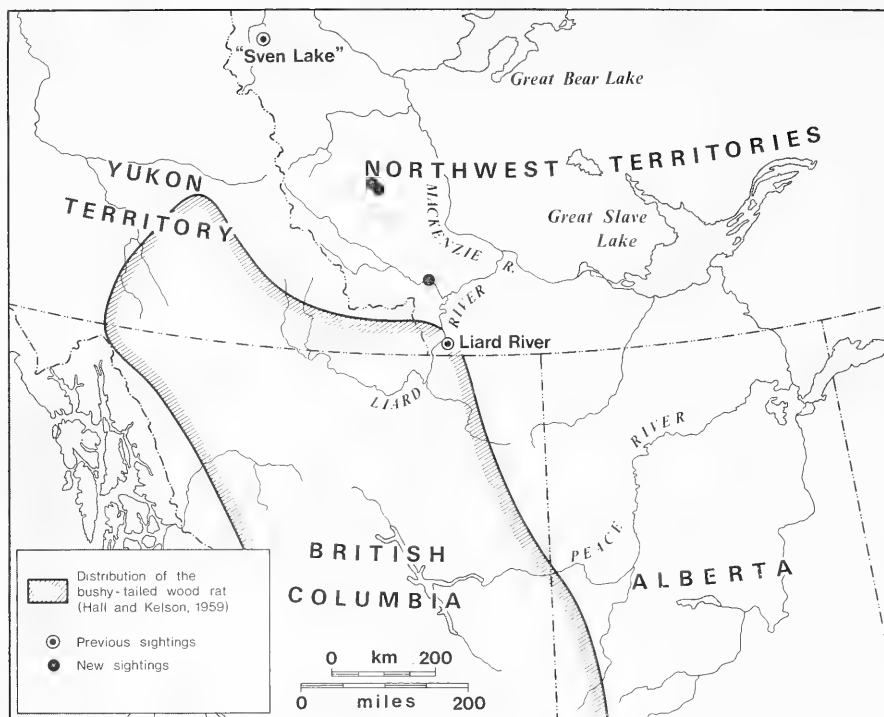 "Sven Lake"
Great Bear Lake
YUKON
TERRITORY
NORTHWEST TERRITORIES
MACKENZIE R.
Great Slave
Lake
RIVER
Liard River
LIARD
RIVER
PEACE
BRITISH
COLUMBIA
ALBERTA
Distribution of the
bushy-tailed wood rat
(Hall and Kelson, 1959)
Previous sightings
New sightings
0 km 200
0 200
miles